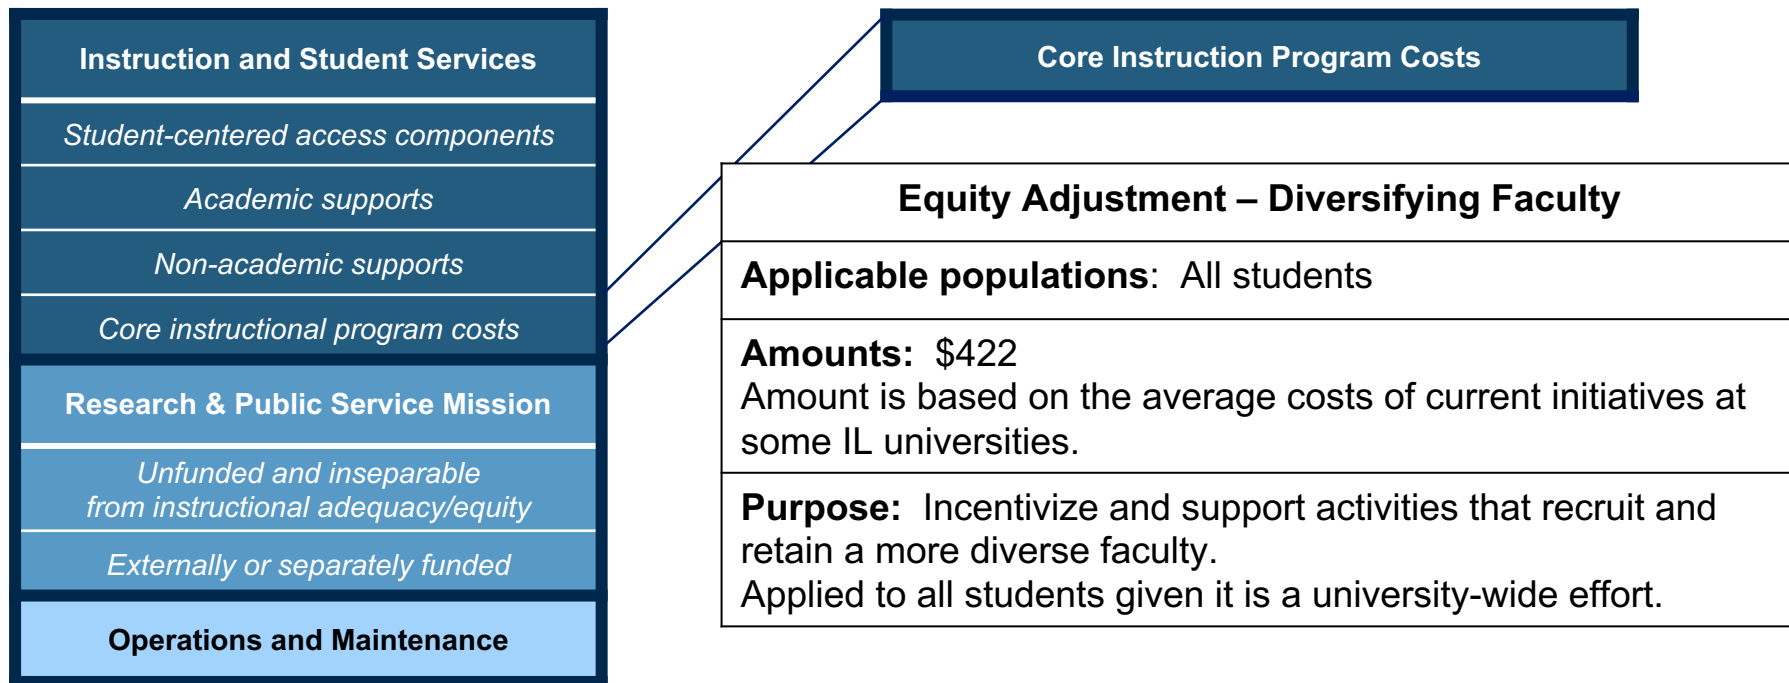 Instruction and Student Services
Student-centered access components
Academic supports
Non-academic supports
Core instructional program costs
Research & Public Service Mission
Unfunded and inseparable
from instructional adequacy/equity
Externally or separately funded
Operations and Maintenance
Core Instruction Program Costs
Equity Adjustment – Diversifying Faculty
Applicable populations:  All students
Amounts:  $422
Amount is based on the average costs of current initiatives at
some IL universities.
Purpose:  Incentivize and support activities that recruit and
retain a more diverse faculty.
Applied to all students given it is a university-wide effort.